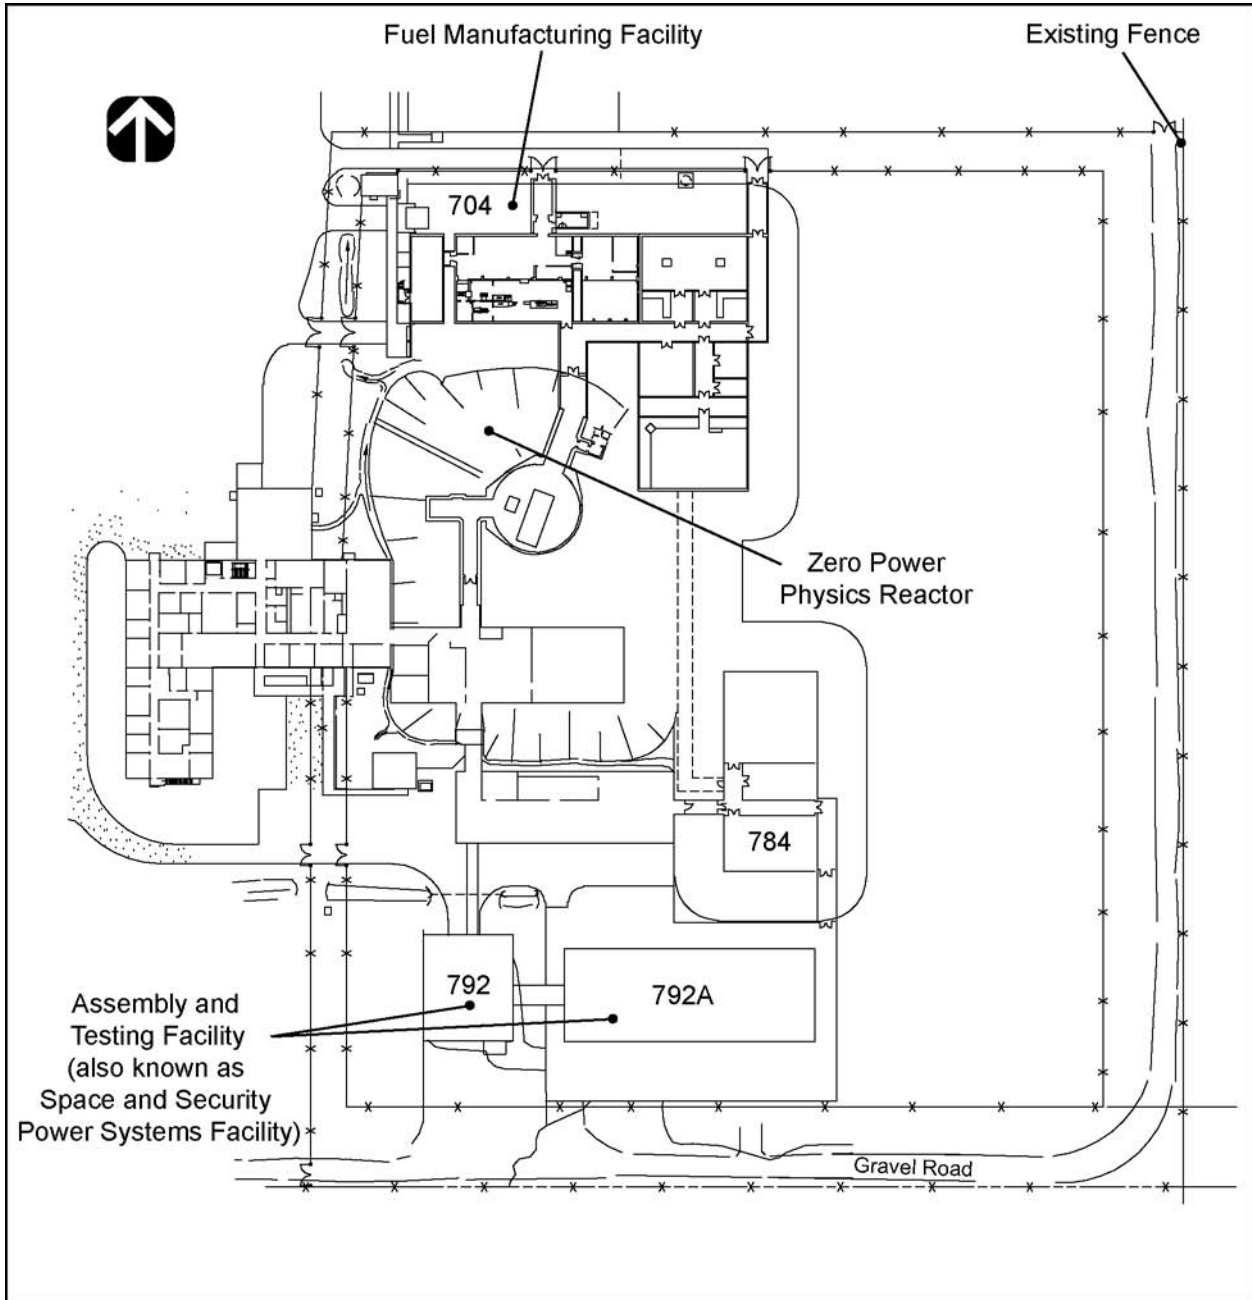 Fuel Manufacturing Facility
Existing Fence
704
Zero Power
Physics Reactor
784
792
792A
Assembly and
Testing Facility
(also known as
Space and Security
Power Systems Facility)
Gravel Road